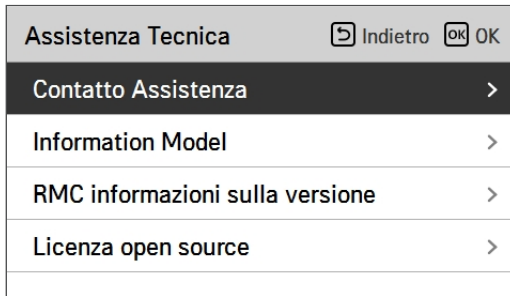 Assistenza Tecnica Indietro OK OK
Contatto Assistenza
Information Model
RMC informazioni sulla versione
Licenza open source